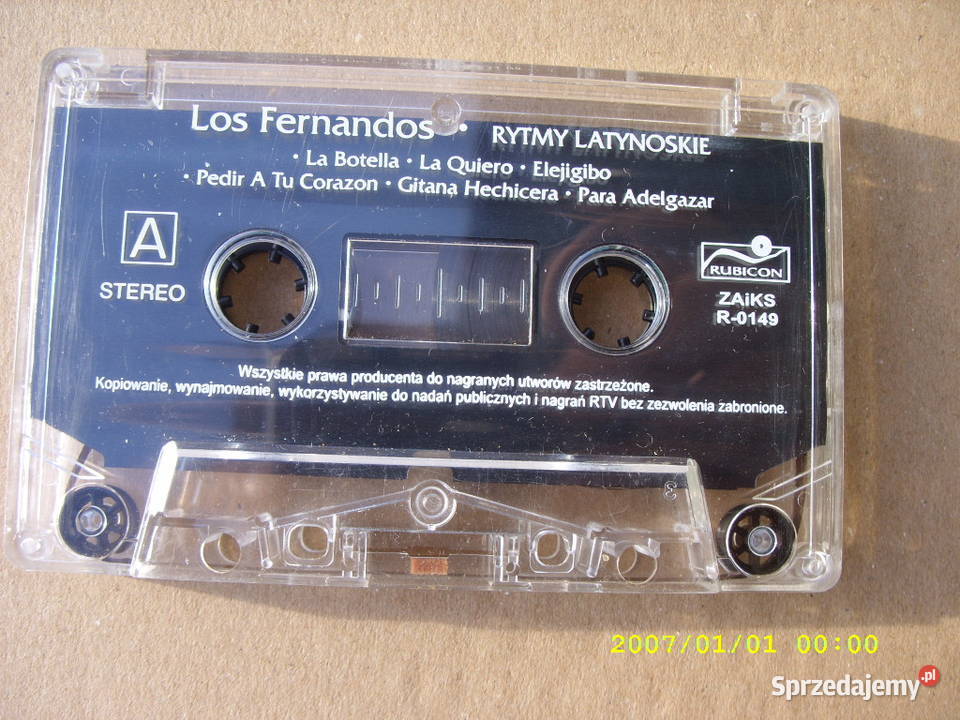 Los Fernandos • RYTMY LATYNOSKIE
• La Botella • La Quiero • Elejigibo
• Pedir A Tu Corazon • Gitana Hechicera • Para Adelgazar
A
STEREO
RUBICON
ZAiKS
R-0149
Wszystkie prawa producenta do nagranych utworów zastrzeżone.
Kopiowanie, wynajmowanie, wykorzystywanie do nadań publicznych i nagrań RTV bez zezwolenia zabronione.
3
2007/01/01 00:00
Sprzedajemy.pl